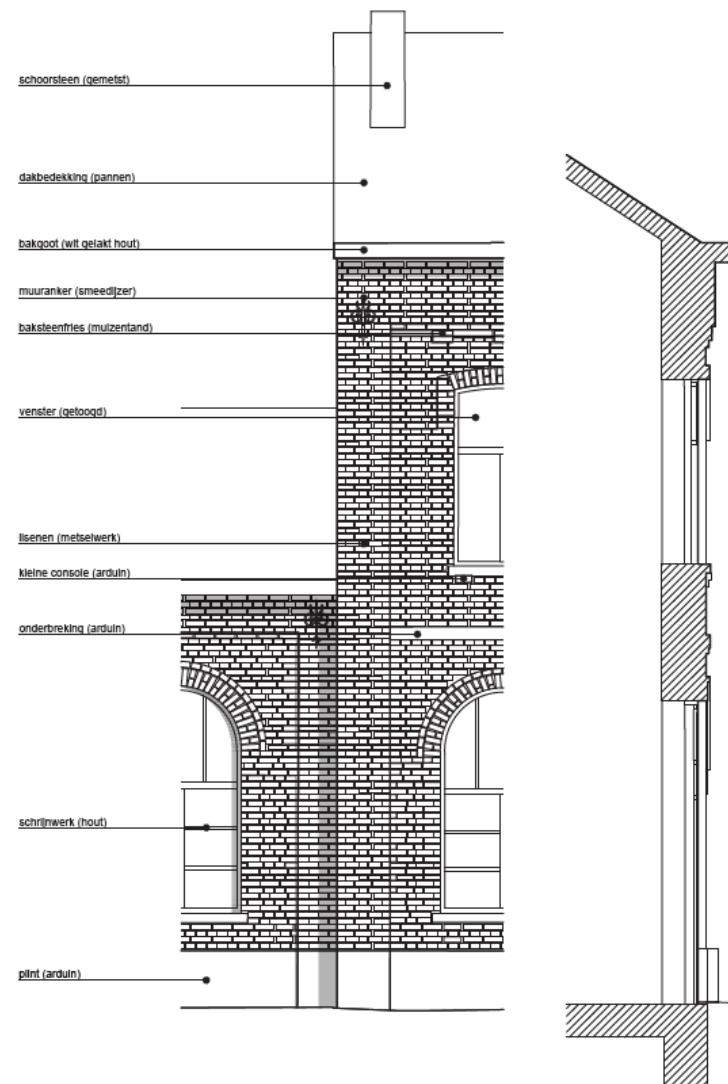 schoorsteen (gemetst)
dakbedekking (pannen)
bakgoot (wit gelakt hout)
muuranker (smeedijzer)
baksteenfries (muizentand)
venster (getoogd)
lisenen (metselwerk)
kleine console (arduin)
onderbreking (arduin)
schrijnwerk (hout)
plint (arduin)